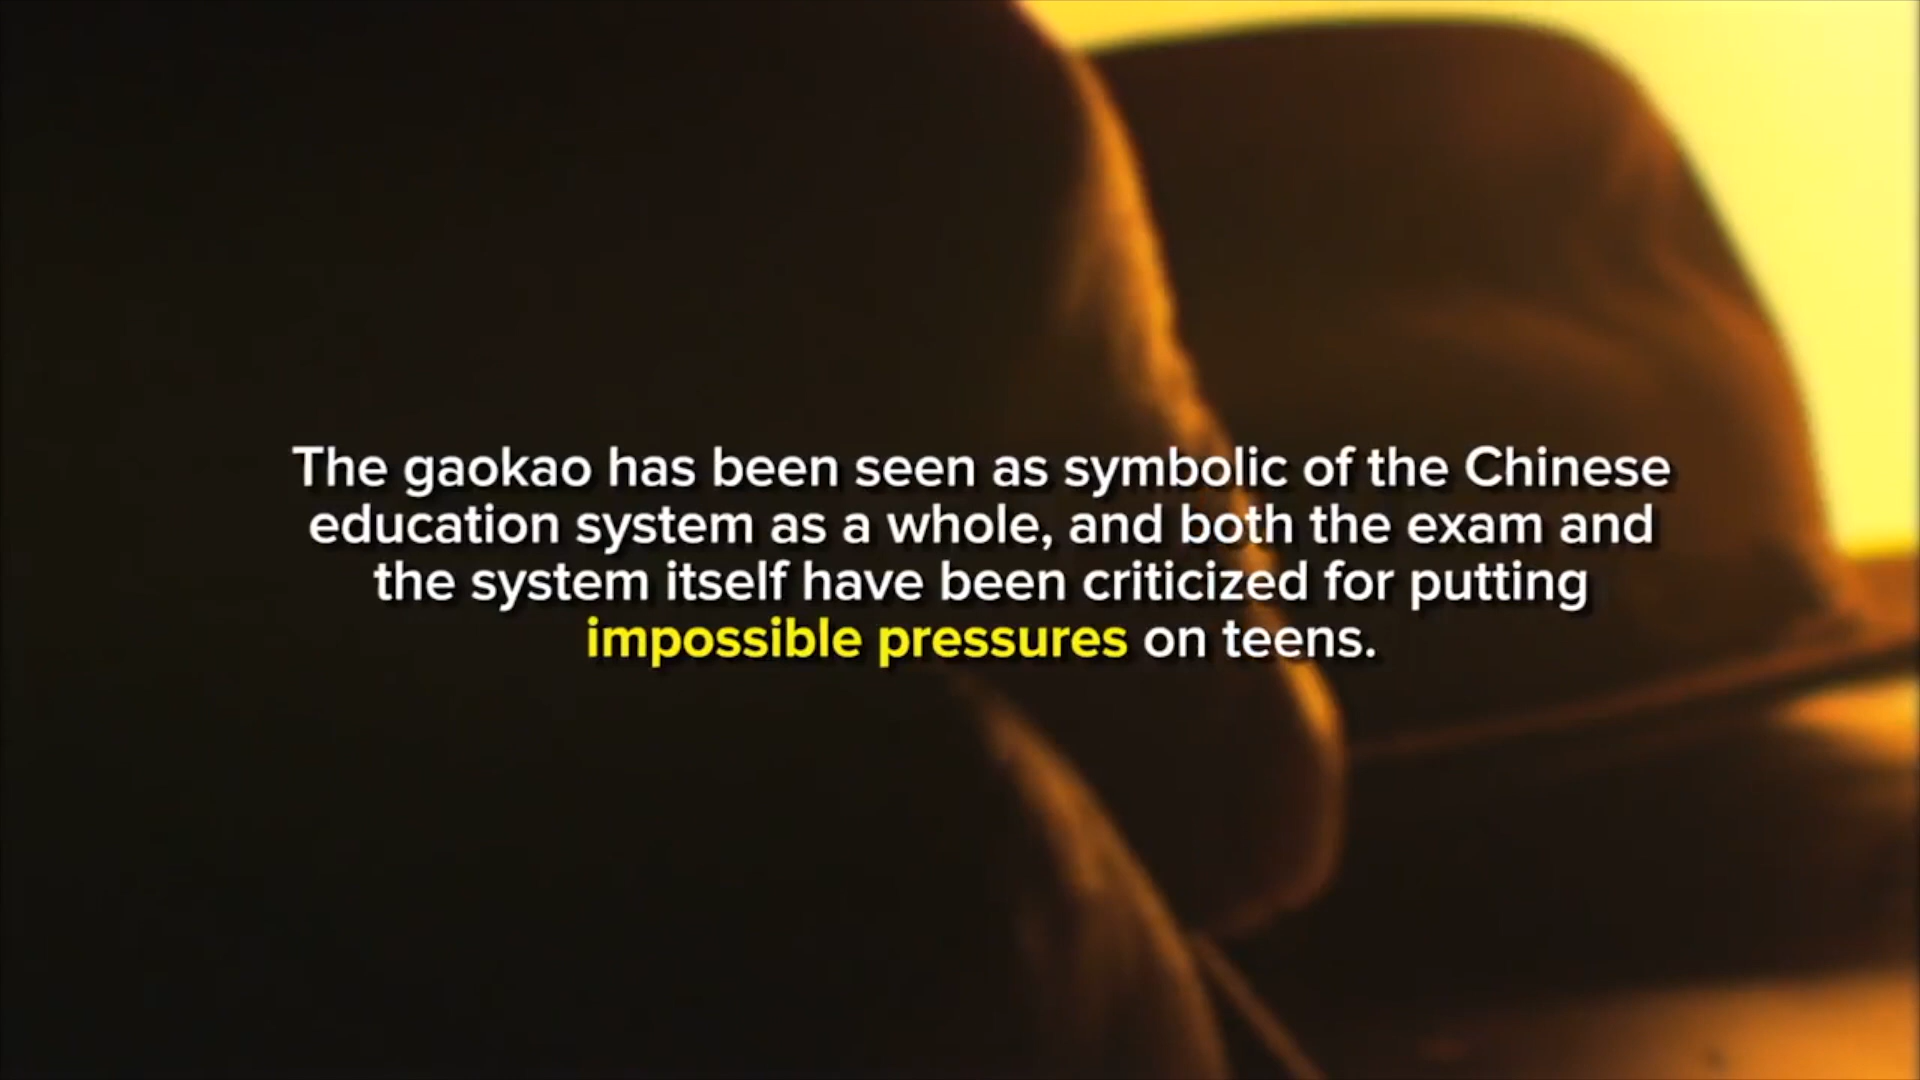 The gaokao has been seen as symbolic of the Chinese
education system as a whole, and both the exam and
the system itself have been criticized for putting
impossible pressures on teens.